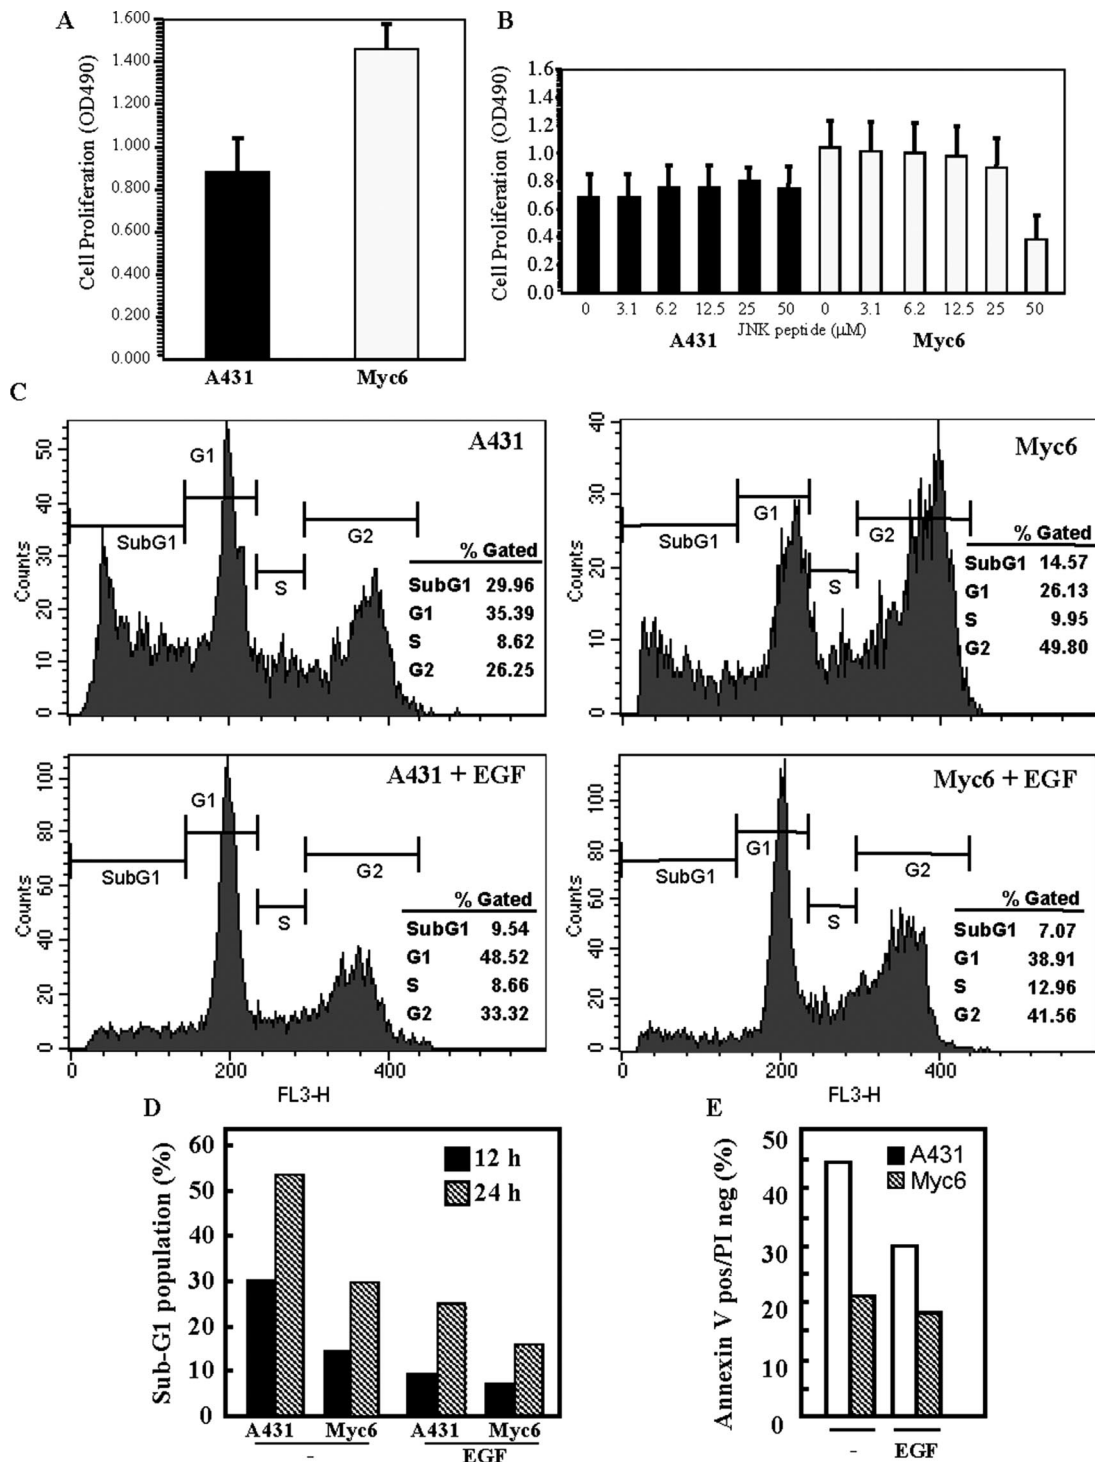 A
Cell Proliferation (OD490)
1.600
1.400
1.200
1.000
0.800
0.600
0.400
0.200
0.000
A431 Myc6
B
Cell Proliferation (OD490)
1.6
1.4
1.2
1.0
0.8
0.6
0.4
0.2
0.0
0 3.1 6.2 12.5 25 50 0 3.1 6.2 12.5 25 50
JNK peptide (µM)
A431 Myc6
C
A431
Counts
50
40
30
20
10
0
G1
SubG1
S
G2
% Gated
SubG1 29.96
G1 35.39
S 8.62
G2 26.25
Myc6
Counts
40
30
20
10
0
G1
SubG1
S
G2
% Gated
SubG1 14.57
G1 26.13
S 9.95
G2 49.80
A431 + EGF
Counts
100
80
60
40
20
0
G1
SubG1
S
G2
% Gated
SubG1 9.54
G1 48.52
S 8.66
G2 33.32
0 200 400
FL3-H
Myc6 + EGF
Counts
100
80
60
40
20
0
G1
SubG1
S
G2
% Gated
SubG1 7.07
G1 38.91
S 12.96
G2 41.56
0 200 400
FL3-H
D
Sub-G1 population (%)
60
50
40
30
20
10
0
12 h
24 h
A431 Myc6 A431 Myc6
- EGF
E
Annexin V pos/PI neg (%)
50
40
30
20
10
0
A431
Myc6
- EGF